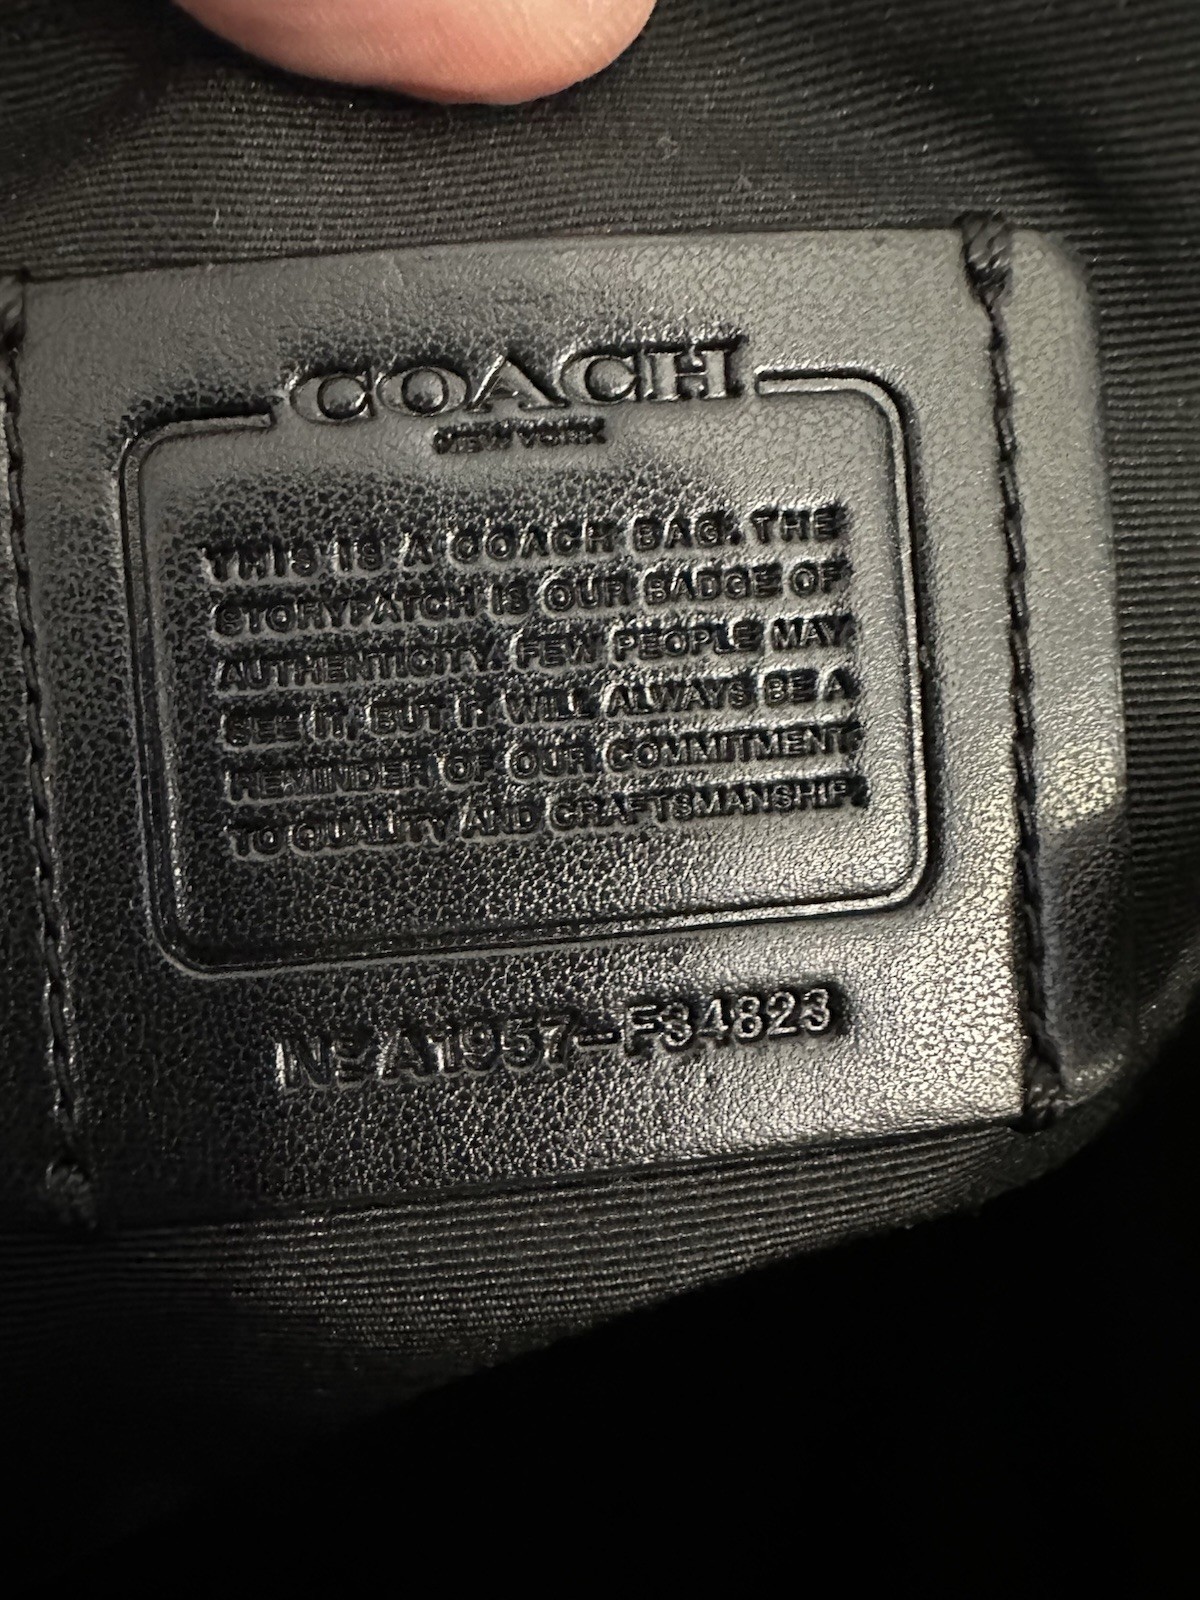 COACH
NEW YORK
THIS IS A COACH BAG. THE
STORYPATCH IS OUR BADGE OF
AUTHENTICITY. FEW PEOPLE MAY
SEE IT, BUT IT WILL ALWAYS BE A
REMINDER OF OUR COMMITMENT
TO QUALITY AND CRAFTSMANSHIP.
Nº A1957-F34823